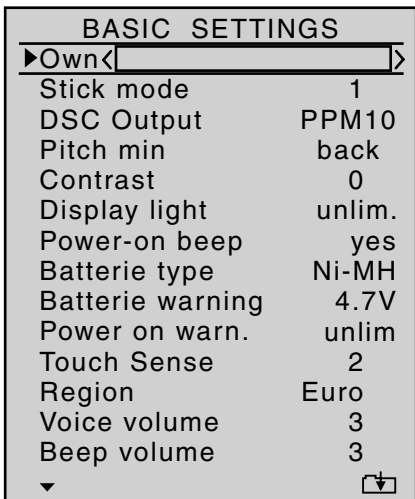 BASIC SETTINGS
Own
Stick mode 1
DSC Output PPM10
Pitch min back
Contrast 0
Display light unlim.
Power-on beep yes
Batterie type Ni-MH
Batterie warning 4.7V
Power on warn. unlim
Touch Sense 2
Region Euro
Voice volume 3
Beep volume 3